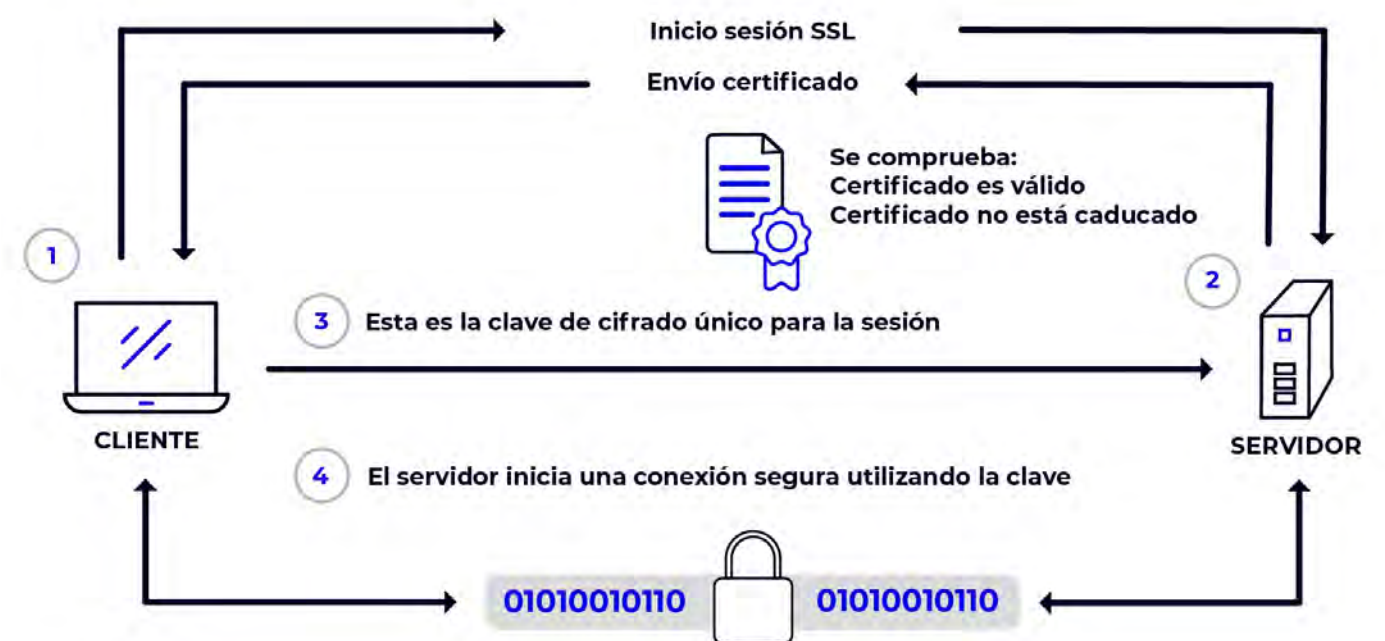 Inicio sesión SSL
Envío certificado
Se comprueba:
Certificado es válido
Certificado no está caducado
1
2
3 Esta es la clave de cifrado único para la sesión
CLIENTE
SERVIDOR
4 El servidor inicia una conexión segura utilizando la clave
01010010110 01010010110